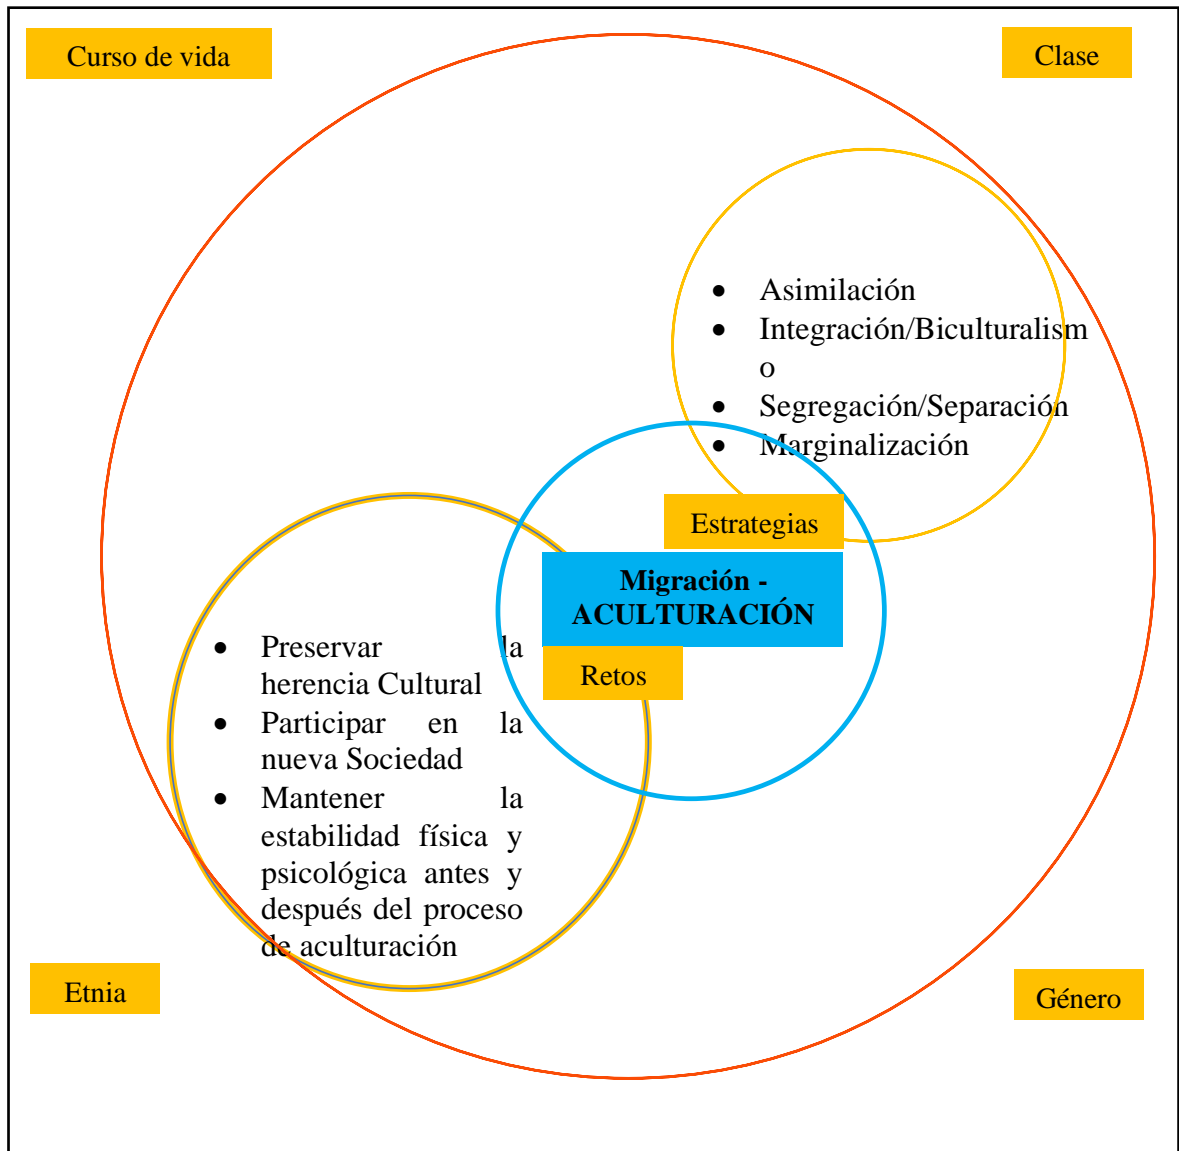 Curso de vida
Clase
• Asimilación
• Integración/Biculturalism
o
• Segregación/Separación
• Marginalización
Estrategias
Migración -
ACULTURACIÓN
Retos
• Preservar la
herencia Cultural
• Participar en la
nueva Sociedad
• Mantener la
estabilidad física y
psicológica antes y
después del proceso
de aculturación
Etnia
Género